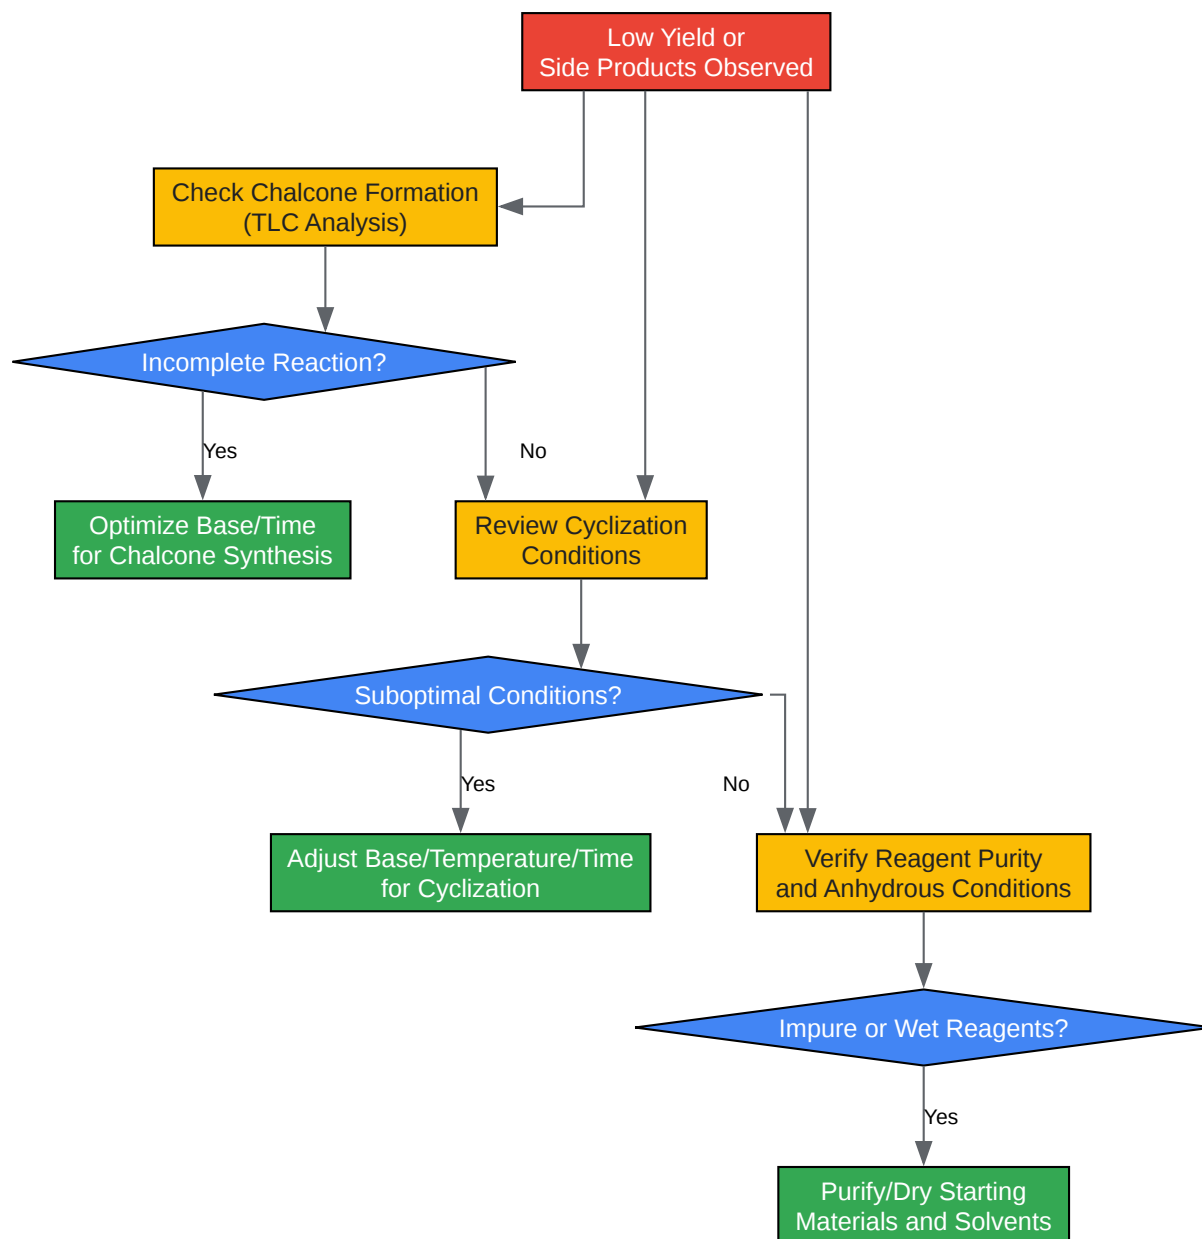 Low Yield or
Side Products Observed
Check Chalcone Formation
(TLC Analysis)
Incomplete Reaction?
Yes
No
Optimize Base/Time
for Chalcone Synthesis
Review Cyclization
Conditions
Suboptimal Conditions?
Yes
No
Adjust Base/Temperature/Time
for Cyclization
Verify Reagent Purity
and Anhydrous Conditions
Impure or Wet Reagents?
Yes
Purify/Dry Starting
Materials and Solvents